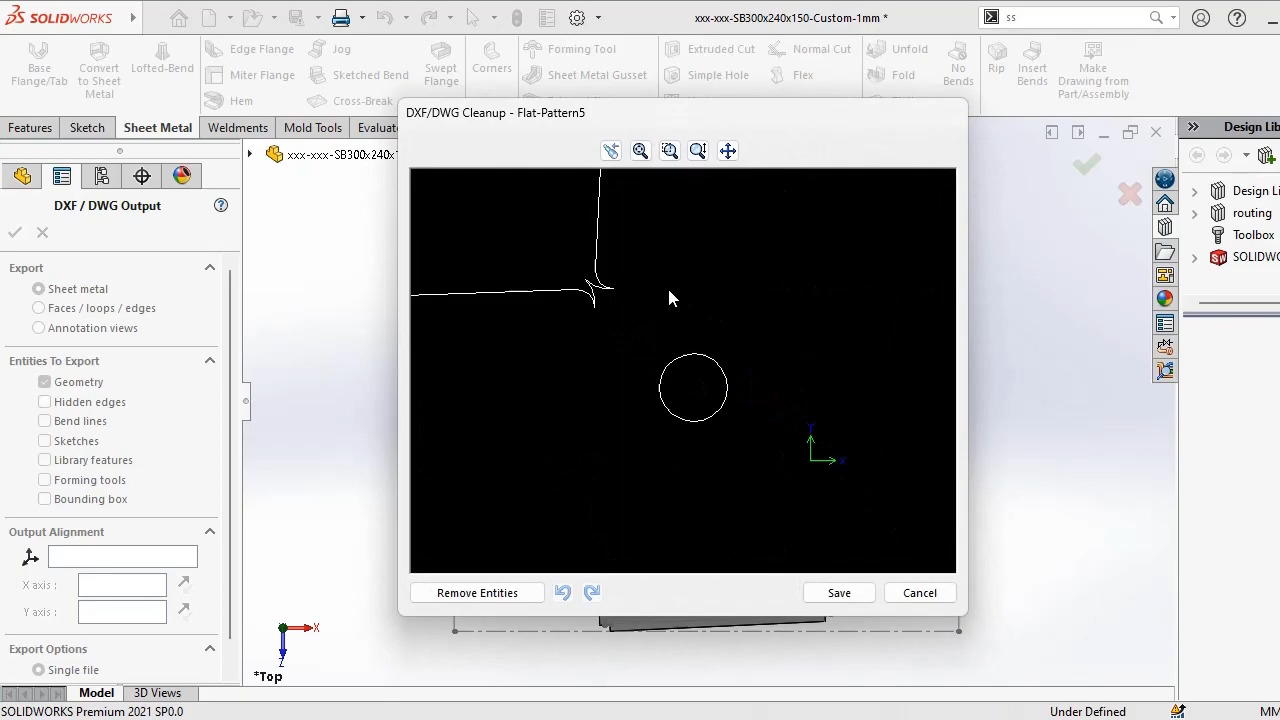 SOLIDWORKS
xxx-xxx-SB300x240x150-Custom-1mm *
ss
Base Flange/Tab
Convert to Sheet Metal
Lofted-Bend
Edge Flange
Miter Flange
Hem
Jog
Sketched Bend
Cross-Break
Swept Flange
Corners
Forming Tool
Sheet Metal Gusset
Extruded Cut
Simple Hole
Normal Cut
Flex
Unfold
Fold
No Bends
Rip
Insert Bends
Make Drawing from Part/Assembly
Features
Sketch
Sheet Metal
Weldments
Mold Tools
Evaluat
DXF/DWG Cleanup - Flat-Pattern5
xxx-xxx-SB300x240x-
Design Lib
DXF / DWG Output
Export
Sheet metal
Faces / loops / edges
Annotation views
Entities To Export
Geometry
Hidden edges
Bend lines
Sketches
Library features
Forming tools
Bounding box
Output Alignment
X axis :
Y axis :
Export Options
Single file
Y
X
Remove Entities
Save
Cancel
Design Li
routing
Toolbox
SOLIDWO
X
Z
*Top
Model
3D Views
SOLIDWORKS Premium 2021 SP0.0
Under Defined
MM